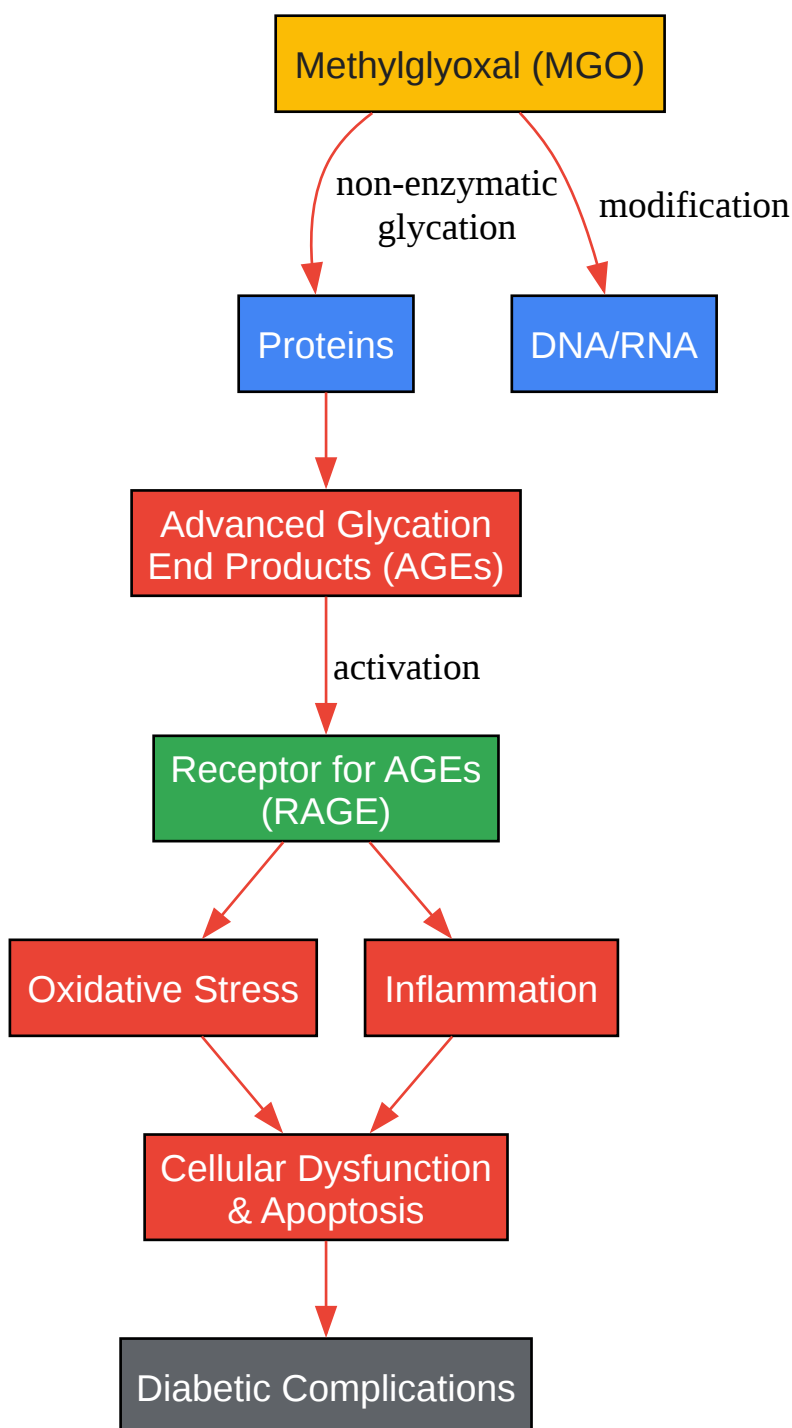 Methylglyoxal (MGO)
non-enzymatic
glycation
modification
Proteins
DNA/RNA
Advanced Glycation
End Products (AGEs)
activation
Receptor for AGEs
(RAGE)
Oxidative Stress
Inflammation
Cellular Dysfunction
& Apoptosis
Diabetic Complications